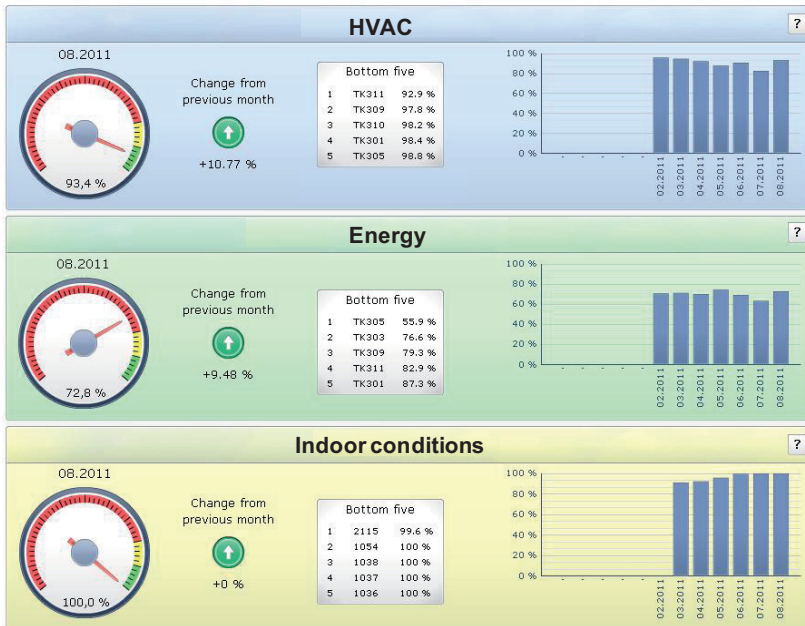 HVAC
?
08.2011
93,4 %
Change from
previous month
+10.77 %
Bottom five
1 TK311 92.9 %
2 TK309 97.8 %
3 TK310 98.2 %
4 TK301 98.4 %
5 TK305 98.8 %
100 %
80 %
60 %
40 %
20 %
0 %
- - - - -
02.2011
03.2011
04.2011
05.2011
06.2011
07.2011
08.2011
Energy
?
08.2011
72,8 %
Change from
previous month
+9.48 %
Bottom five
1 TK305 55.9 %
2 TK303 76.6 %
3 TK309 79.3 %
4 TK311 82.9 %
5 TK301 87.3 %
100 %
80 %
60 %
40 %
20 %
0 %
- - - - -
02.2011
03.2011
04.2011
05.2011
06.2011
07.2011
08.2011
Indoor conditions
?
08.2011
100,0 %
Change from
previous month
+0 %
Bottom five
1 2115 99.6 %
2 1054 100 %
3 1038 100 %
4 1037 100 %
5 1036 100 %
100 %
80 %
60 %
40 %
20 %
0 %
- - - - -
02.2011
03.2011
04.2011
05.2011
06.2011
07.2011
08.2011